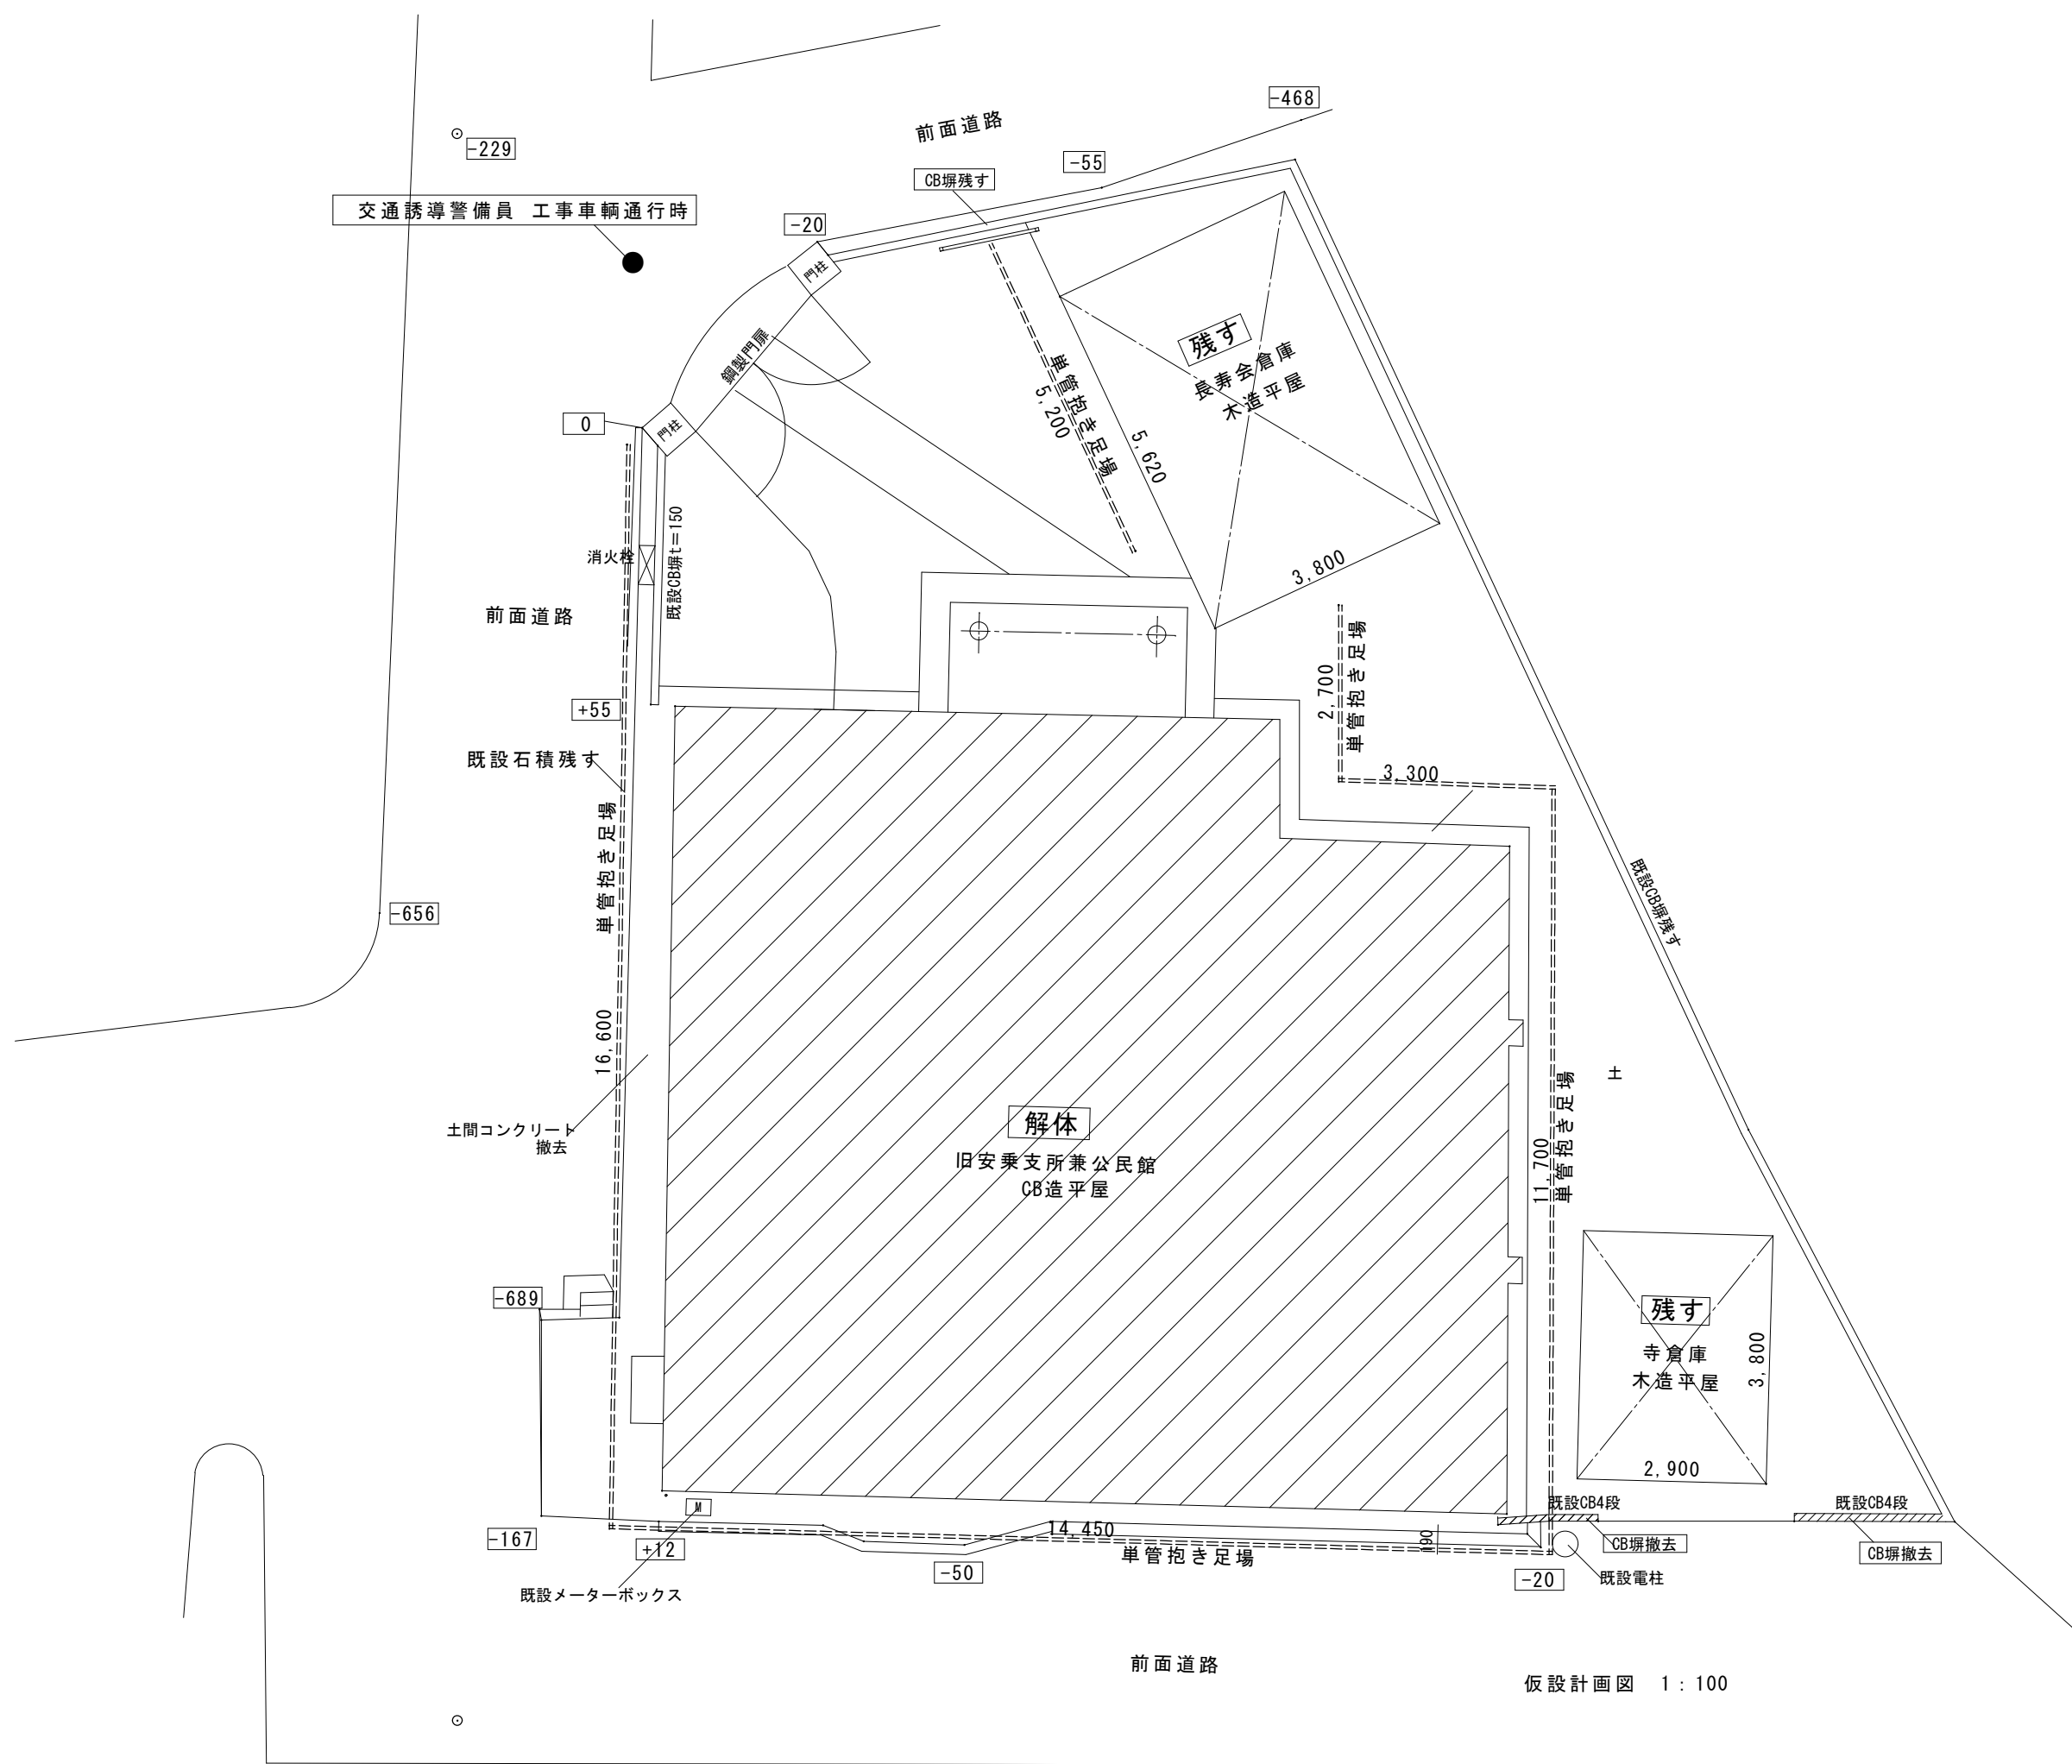 -468
前面道路
-229
-55
CB塀残す
交通誘導警備員　工事車輌通行時
-20
門柱
残す
長寿会倉庫
木造平屋
鋼製門扉
単管抱き足場
5,200
5,620
0
門柱
3,800
既設CB塀t=150
消火栓
前面道路
2,700
単管抱き足場
+55
既設石積残す
3,300
単管抱き足場
既設CB塀残す
-656
16,600
土
解体
旧安乗支所兼公民館
CB造平屋
土間コンクリート
撤去
11,700
単管抱き足場
-689
残す
寺倉庫
木造平屋
3,800
2,900
M
既設CB4段
既設CB4段
-167
+12
14,450
190
CB塀撤去
CB塀撤去
単管抱き足場
-50
-20
既設電柱
既設メーターボックス
前面道路
仮設計画図　1：100